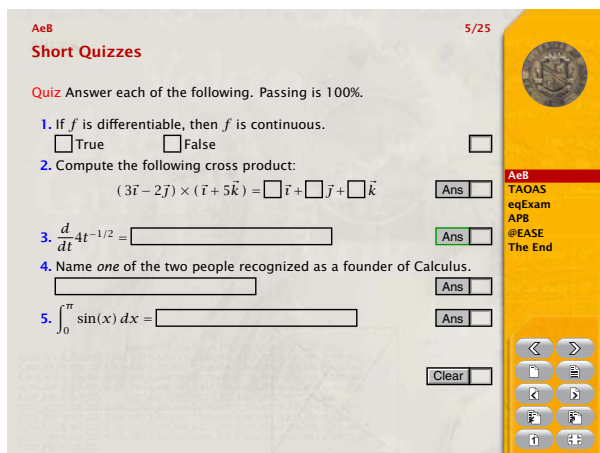 AeB 5/25
Short Quizzes
Quiz Answer each of the following. Passing is 100%.
1. If f is differentiable, then f is continuous.
True False
2. Compute the following cross product:
(3i⃗ − 2j⃗) × (i⃗ + 5k⃗) = i⃗ + j⃗ + k⃗ Ans
3. d/dt 4t^{−1/2} = Ans
4. Name one of the two people recognized as a founder of Calculus.
Ans
5. ∫_0^π sin(x) dx = Ans
Clear
AeB
TAOAS
eqExam
APB
@EASE
The End